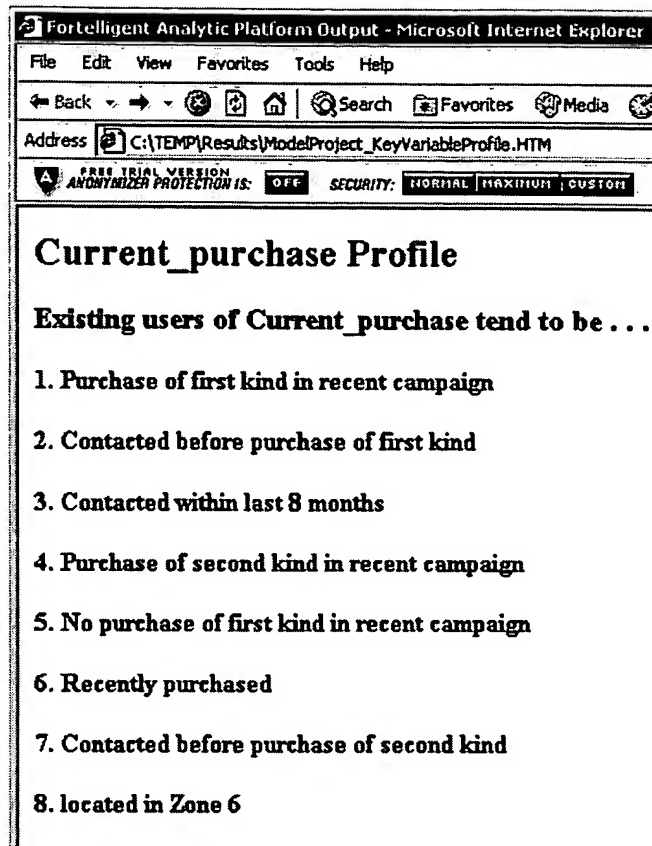 Fortelligent Analytic Platform Output - Microsoft Internet Explorer
File Edit View Favorites Tools Help
Back Search Favorites Media
Address C:\TEMP\Results\ModelProject_KeyVariableProfile.HTM
FREE TRIAL VERSION
ANONYMIZER PROTECTION IS: OFF SECURITY: NORMAL MAXIMUM CUSTOM
Current_purchase Profile
Existing users of Current_purchase tend to be . . .
1. Purchase of first kind in recent campaign
2. Contacted before purchase of first kind
3. Contacted within last 8 months
4. Purchase of second kind in recent campaign
5. No purchase of first kind in recent campaign
6. Recently purchased
7. Contacted before purchase of second kind
8. located in Zone 6